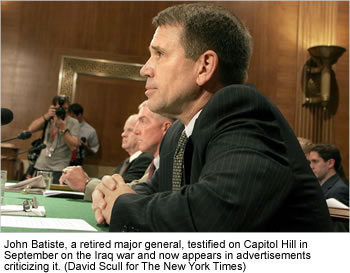 John Batiste, a retired major general, testified on Capitol Hill in
September on the Iraq war and now appears in advertisements
criticizing it. (David Scull for The New York Times)